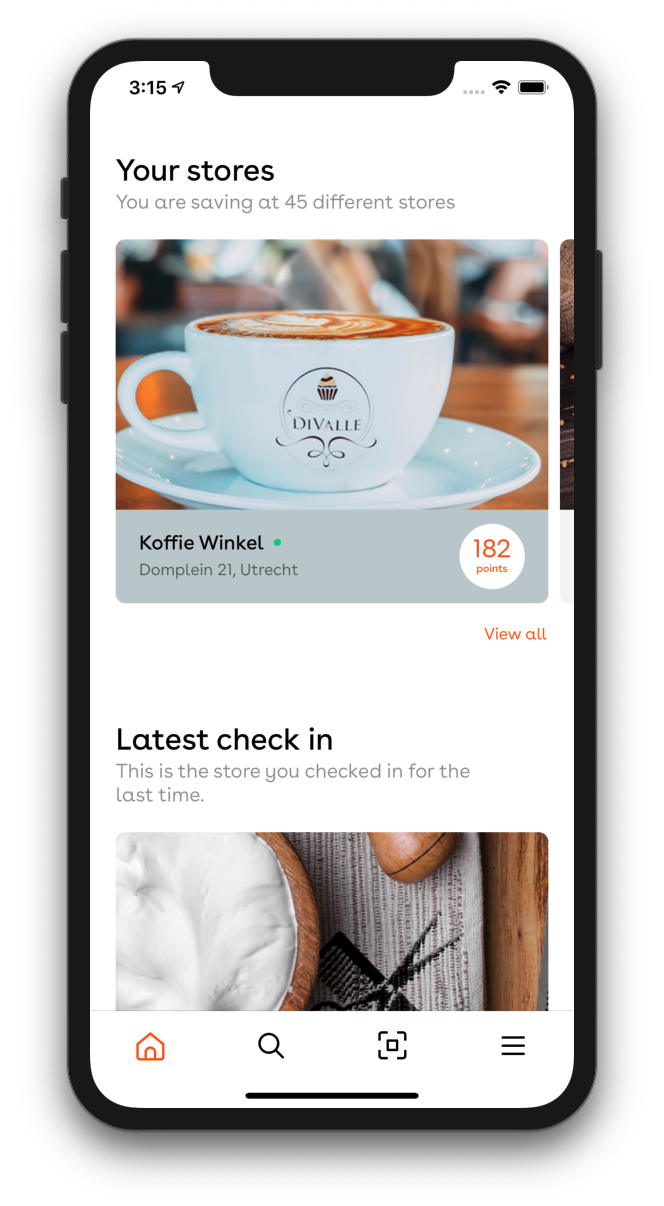 3:15
Your stores
You are saving at 45 different stores
'DIVALLE
Koffie Winkel
Domplein 21, Utrecht
182
points
View all
Latest check in
This is the store you checked in for the
last time.